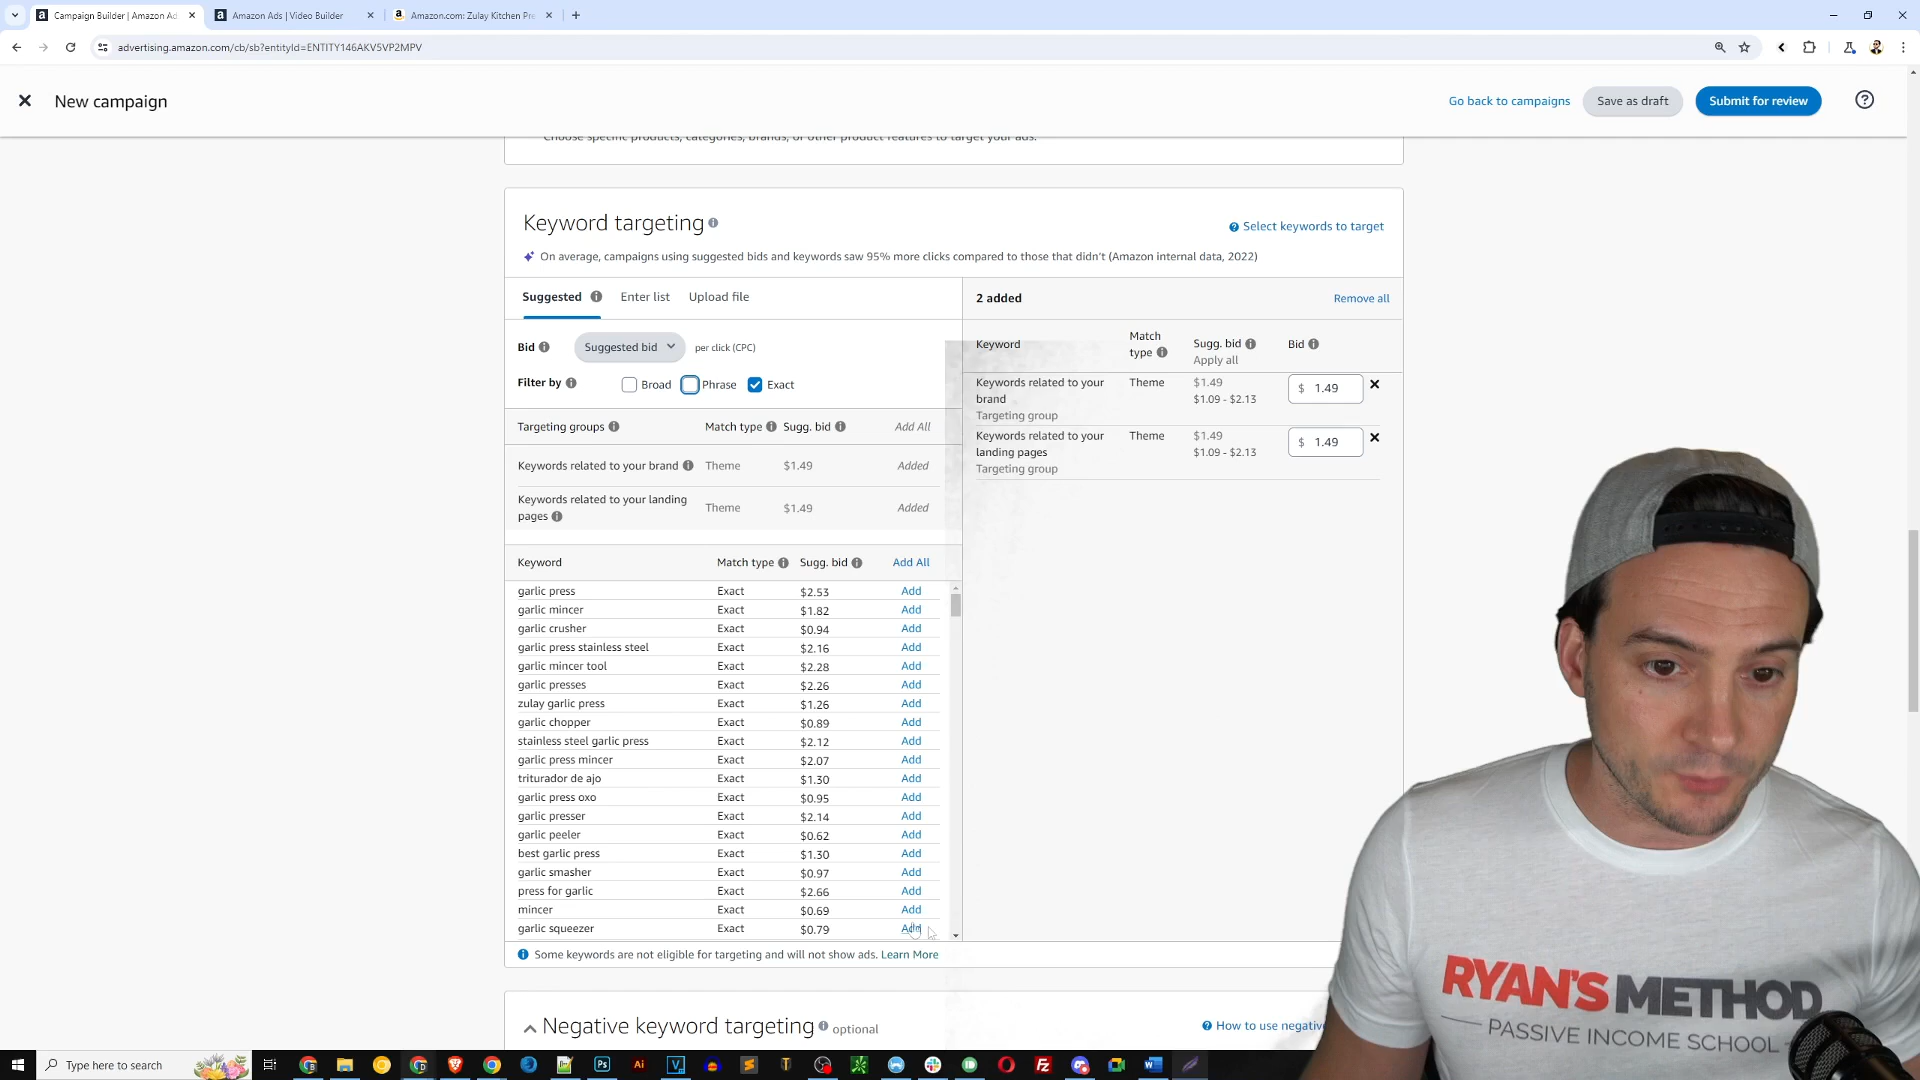 Campaign Builder | Amazon Ad
Amazon Ads | Video Builder
Amazon.com: Zulay Kitchen Pre
advertising.amazon.com/cb/sb?entityId=ENTITY146AKV5VP2MPV
New campaign
Go back to campaigns
Save as draft
Submit for review
Choose specific products, categories, brands, or other product features to target your ads.
Keyword targeting
Select keywords to target
On average, campaigns using suggested bids and keywords saw 95% more clicks compared to those that didn't (Amazon internal data, 2022)
Suggested Enter list Upload file
Bid Suggested bid per click (CPC)
Filter by Broad Phrase Exact
Targeting groups Match type Sugg. bid Add All
Keywords related to your brand Theme $1.49 Added
Keywords related to your landing pages Theme $1.49 Added
Keyword Match type Sugg. bid Add All
garlic press Exact $2.53 Add
garlic mincer Exact $1.82 Add
garlic crusher Exact $0.94 Add
garlic press stainless steel Exact $2.16 Add
garlic mincer tool Exact $2.28 Add
garlic presses Exact $2.26 Add
zulay garlic press Exact $1.26 Add
garlic chopper Exact $0.89 Add
stainless steel garlic press Exact $2.12 Add
garlic press mincer Exact $2.07 Add
triturador de ajo Exact $1.30 Add
garlic press oxo Exact $0.95 Add
garlic presser Exact $2.14 Add
garlic peeler Exact $0.62 Add
best garlic press Exact $1.30 Add
garlic smasher Exact $0.97 Add
press for garlic Exact $2.66 Add
mincer Exact $0.69 Add
garlic squeezer Exact $0.79 Add
Some keywords are not eligible for targeting and will not show ads. Learn More
2 added Remove all
Keyword Match type Sugg. bid Bid
Apply all
Keywords related to your brand Theme $1.49 $ 1.49
$1.09 - $2.13
Targeting group
Keywords related to your landing pages Theme $1.49 $ 1.49
$1.09 - $2.13
Targeting group
Negative keyword targeting optional
How to use negative
RYAN'S METHOD
PASSIVE INCOME SCHOOL
Type here to search